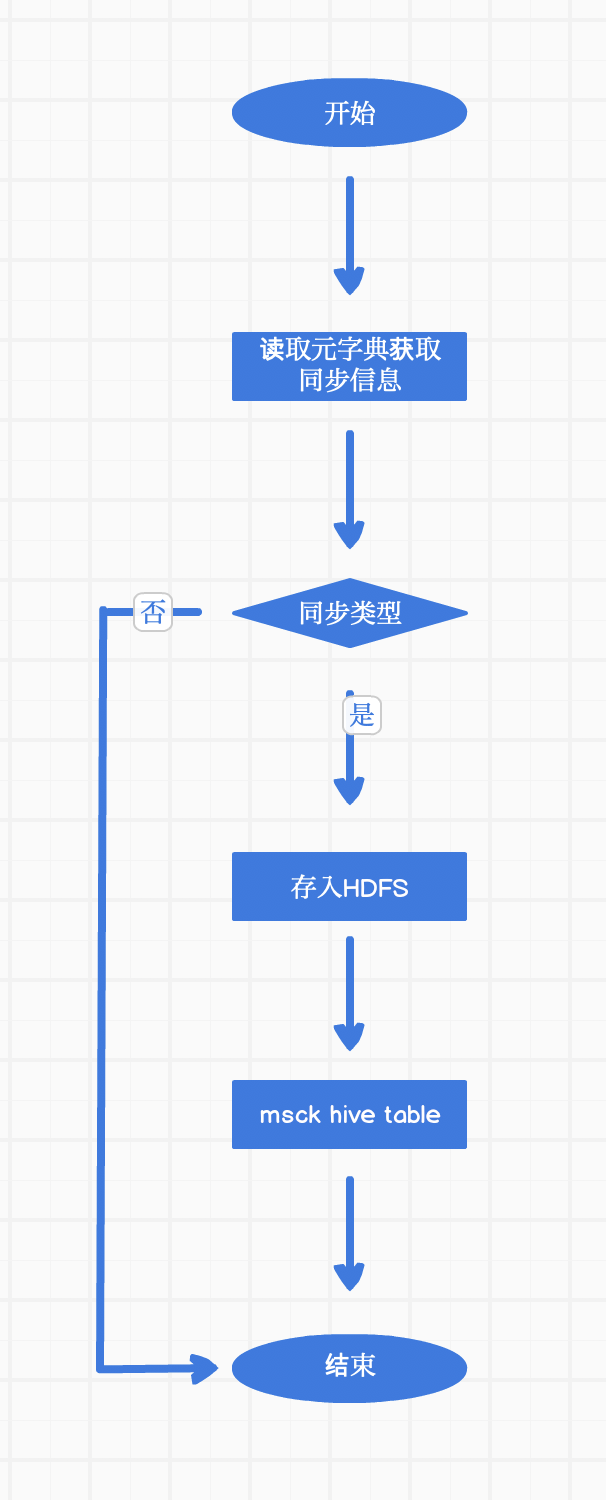 开始
读取元字典获取
同步信息
同步类型
否
是
存入HDFS
msck hive table
结束